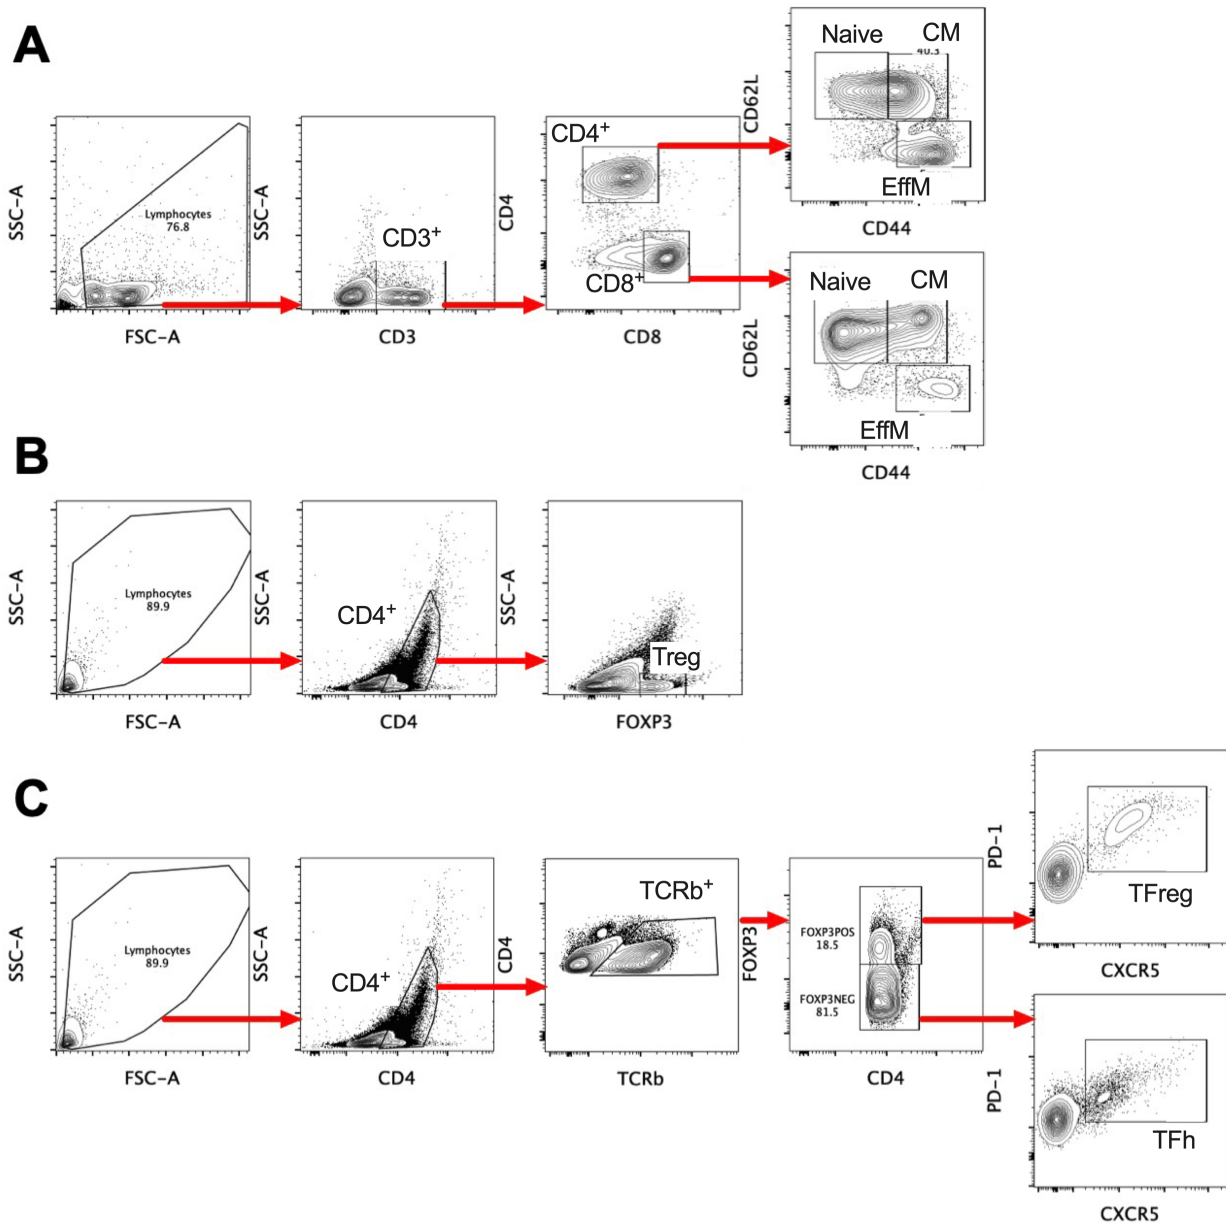 A
SSC-A
Lymphocytes
76.8
FSC-A
SSC-A
CD3+
CD3
CD4
CD4+
CD8+
CD8
CD62L
Naive CM
40.3
EffM
CD44
CD62L
Naive CM
EffM
CD44
B
SSC-A
Lymphocytes
89.9
FSC-A
SSC-A
CD4+
CD4
SSC-A
Treg
FOXP3
C
SSC-A
Lymphocytes
89.9
FSC-A
SSC-A
CD4+
CD4
CD4
TCRb+
TCRb
FOXP3
FOXP3POS
18.5
FOXP3NEG
81.5
CD4
PD-1
TFreg
CXCR5
PD-1
TFh
CXCR5